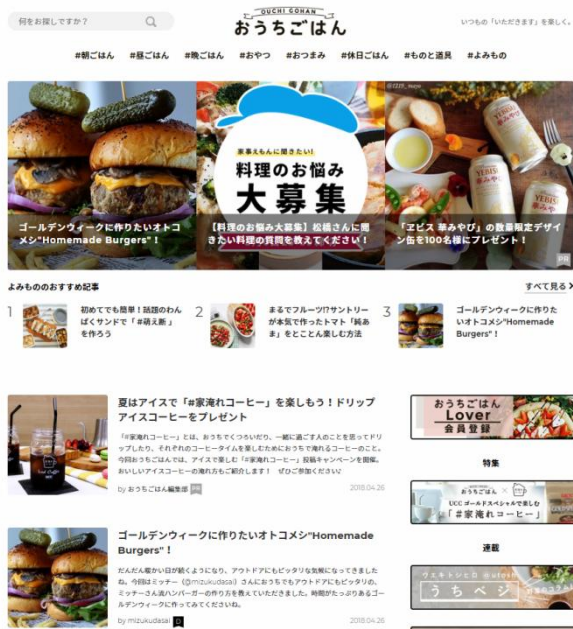 何をお探しですか？
OUCHI GOHAN
おうちごはん
いつもの「いただきます」を楽しく。
#朝ごはん #昼ごはん #晩ごはん #おやつ #おつまみ #休日ごはん #ものと道具 #よみもの
ゴールデンウィークに作りたいオトコ
メシ"Homemade Burgers"！
家事えもんに聞きたい!
料理のお悩み
大募集
【料理のお悩み大募集】松橋さんに聞
きたい料理の質問を教えてください！
YEBISU
華みやび
「ヱビス 華みやび」の数量限定デザイ
ン缶を100名様にプレゼント！
PR
よみもののおすすめ記事
すべて見る
1
初めてでも簡単！話題のわん
ぱくサンドで「 #萌え断 」
を作ろう
2
まるでフルーツ!?サントリー
が本気で作ったトマト「純あ
ま」をとことん楽しむ方法
3
ゴールデンウィークに作りた
いオトコメシ"Homemade
Burgers"！
夏はアイスで「#家淹れコーヒー」を楽しもう！ドリップ
アイスコーヒーをプレゼント
「#家淹れコーヒー」とは、おうちでくつろいだり、一緒に過ごす人のことを思ってドリ
ップしたり、それぞれのコーヒータイムを楽しむためにおうちで淹れるコーヒーのこと。
今回おうちごはんでは、アイスで楽しむ「#家淹れコーヒー」投稿キャンペーンを開催。
おいしいアイスコーヒーの淹れ方もご紹介します！ ぜひご参加ください♪
by おうちごはん編集部 PR
2018.04.26
ゴールデンウィークに作りたいオトコメシ"Homemade
Burgers"！
だんだん暖かい日が続くようになり、アウトドアにもピッタリな気候になってきました
ね。今回はミッチー（@mizukudasai）さんにおうちでもアウトドアにもピッタリの、
ミッチーさん流ハンバーガーの作り方を教えていただきました。時間がたっぷりあるゴー
ルデンウィークに作ってみてくださいね。
by mizukudasai
2018.04.26
おうちごはん
Lover
会員登録
特集
おうちごはん
UCC ゴールドスペシャルで楽しむ
「#家淹れコーヒー」
連載
ウエキトシヒロ @utosh
うちベジ